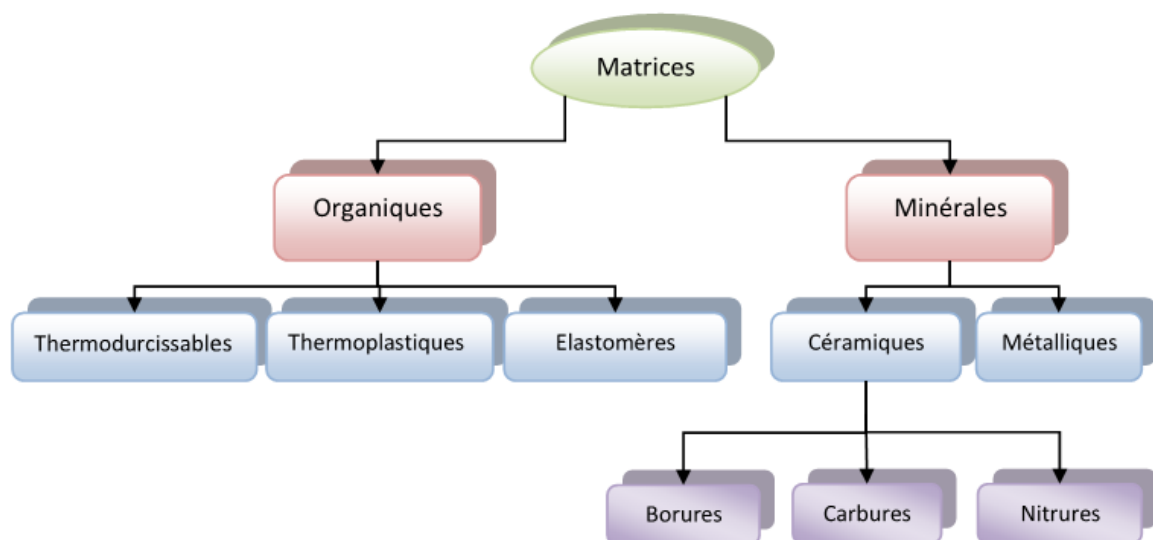 Matrices
Organiques
Minérales
Thermodurcissables
Thermoplastiques
Elastomères
Céramiques
Métalliques
Borures
Carbures
Nitrures